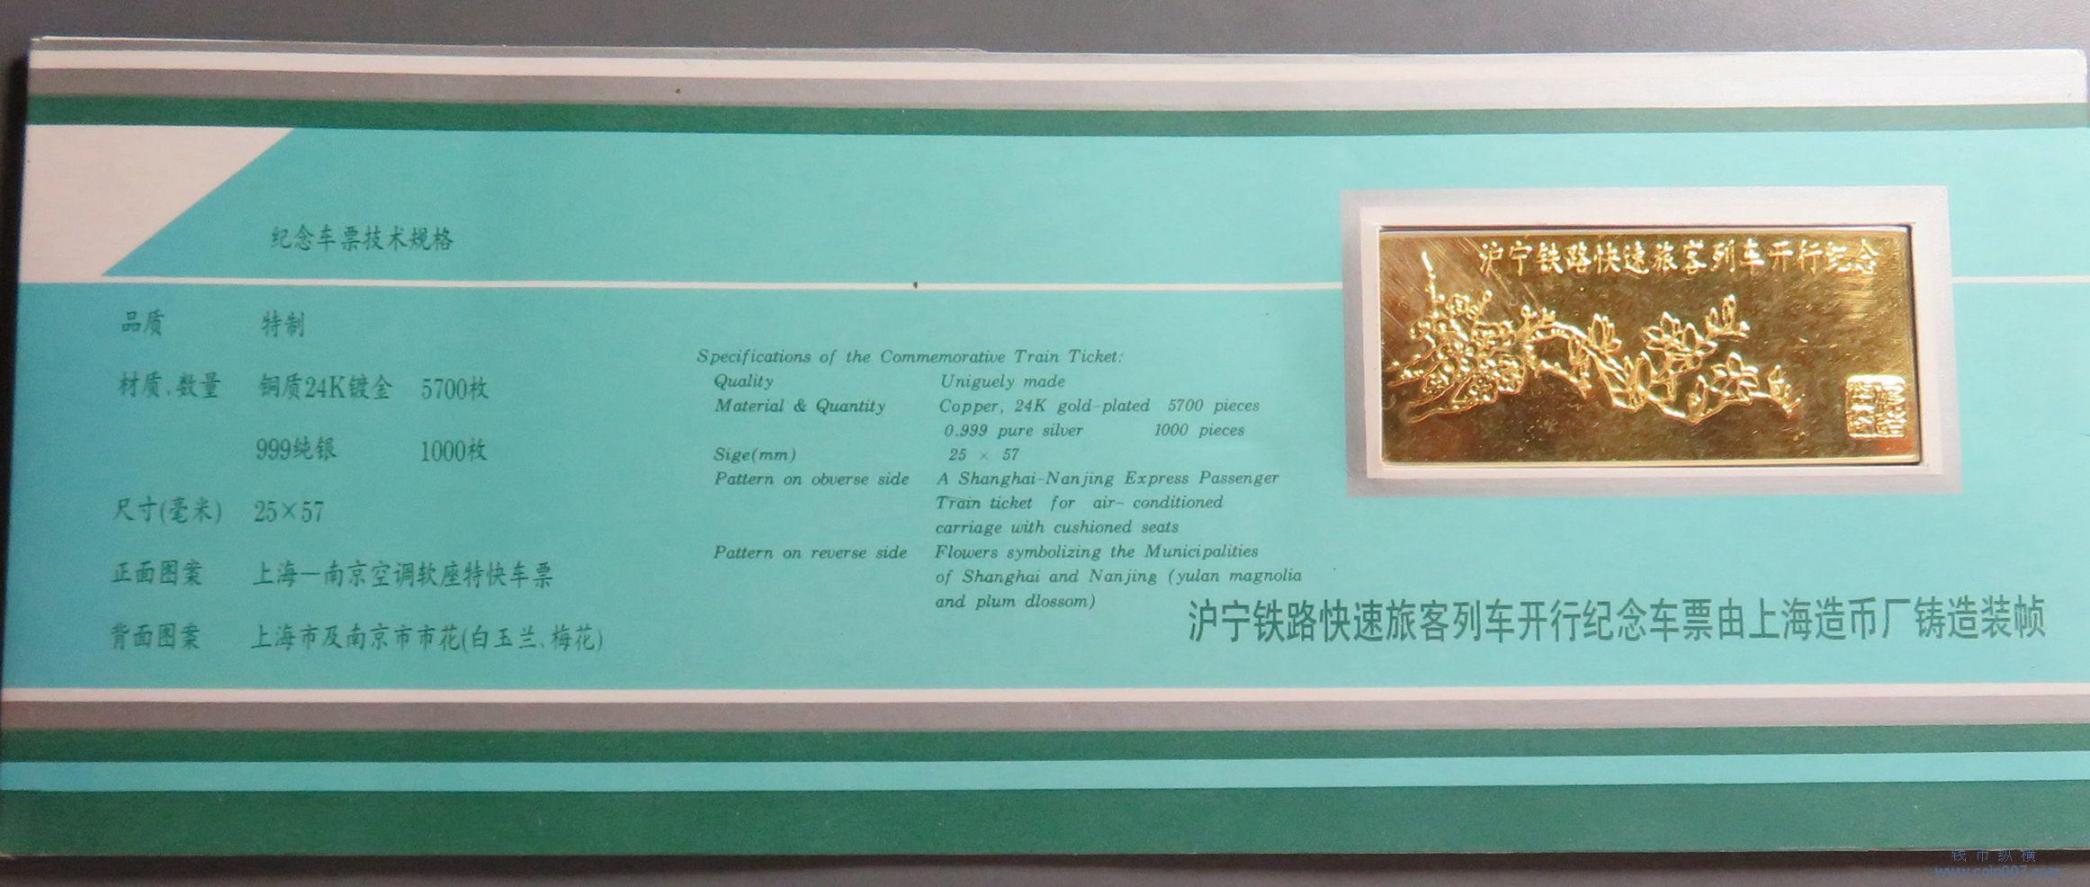 纪念车票技术规格
品质 特制
材质、数量 铜质24K镀金 5700枚
999纯银 1000枚
尺寸(毫米) 25×57
正面图案 上海—南京空调软座特快车票
背面图案 上海市及南京市市花(白玉兰、梅花)
Specifications of the Commemorative Train Ticket:
Quality Uniguely made
Material & Quantity Copper, 24K gold-plated 5700 pieces
0.999 pure silver 1000 pieces
Sige(mm) 25 × 57
Pattern on obverse side A Shanghai-Nanjing Express Passenger
Train ticket for air- conditioned
carriage with cushioned seats
Pattern on reverse side Flowers symbolizing the Municipalities
of Shanghai and Nanjing (yulan magnolia
and plum dlossom)
沪宁铁路快速旅客列车开行纪念
沪宁铁路快速旅客列车开行纪念车票由上海造币厂铸造装帧
钱币纵横